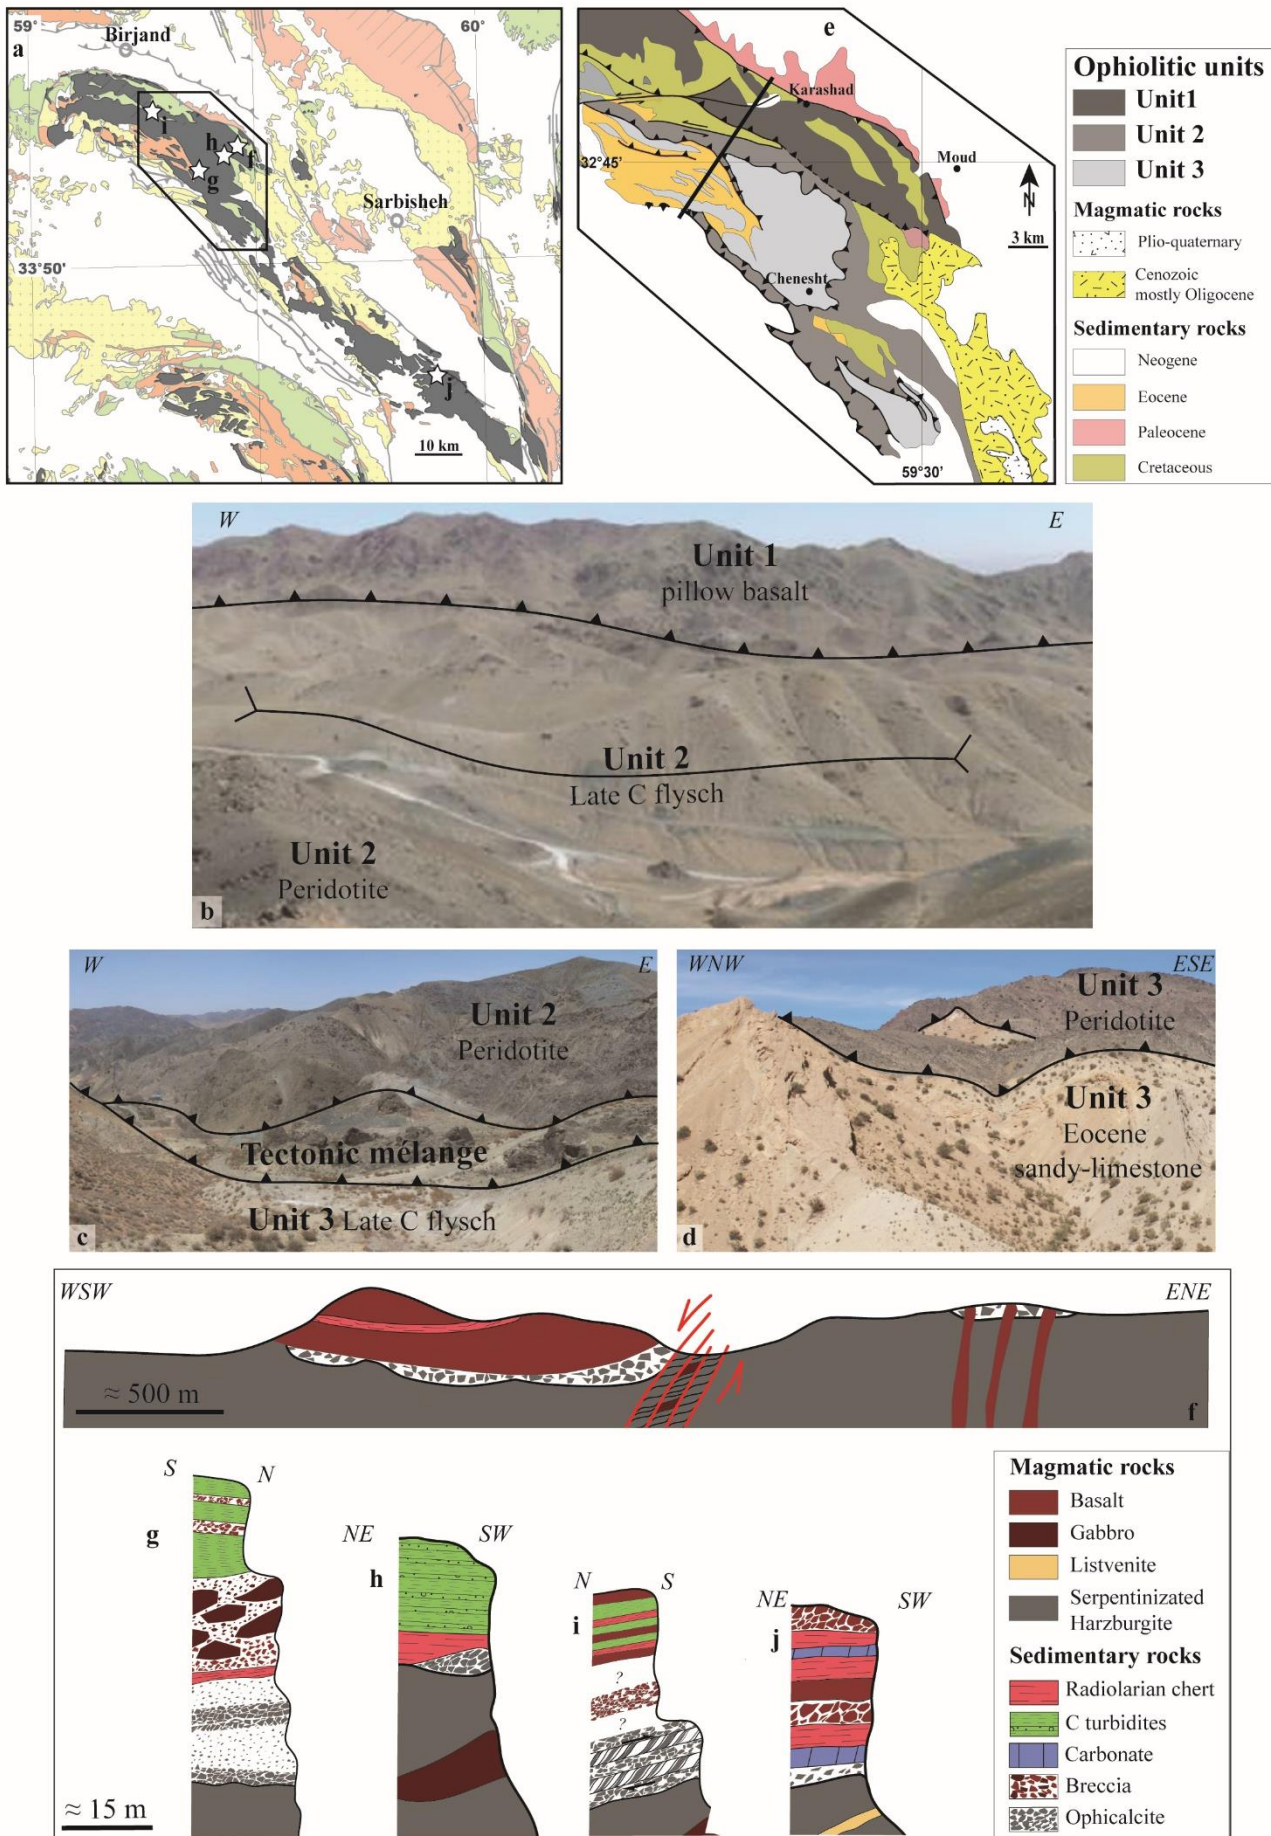 59°
60°
a
Birjand
i
h
f
g
Sarbisheh
33°50'
j
10 km
e
Karashad
32°45'
Moud
N
3 km
Chenesht
59°30'
Ophiolitic units
Unit1
Unit 2
Unit 3
Magmatic rocks
Plio-quaternary
Cenozoic
mostly Oligocene
Sedimentary rocks
Neogene
Eocene
Paleocene
Cretaceous
W
E
Unit 1
pillow basalt
Unit 2
Late C flysch
Unit 2
Peridotite
b
W
E
Unit 2
Peridotite
Tectonic mélange
Unit 3 Late C flysch
c
WNW
ESE
Unit 3
Peridotite
Unit 3
Eocene
sandy-limestone
d
WSW
ENE
≈ 500 m
f
S
N
g
NE
SW
h
N
S
i
?
?
NE
SW
j
≈ 15 m
Magmatic rocks
Basalt
Gabbro
Listvenite
Serpentinizated
Harzburgite
Sedimentary rocks
Radiolarian chert
C turbidites
Carbonate
Breccia
Ophicalcite